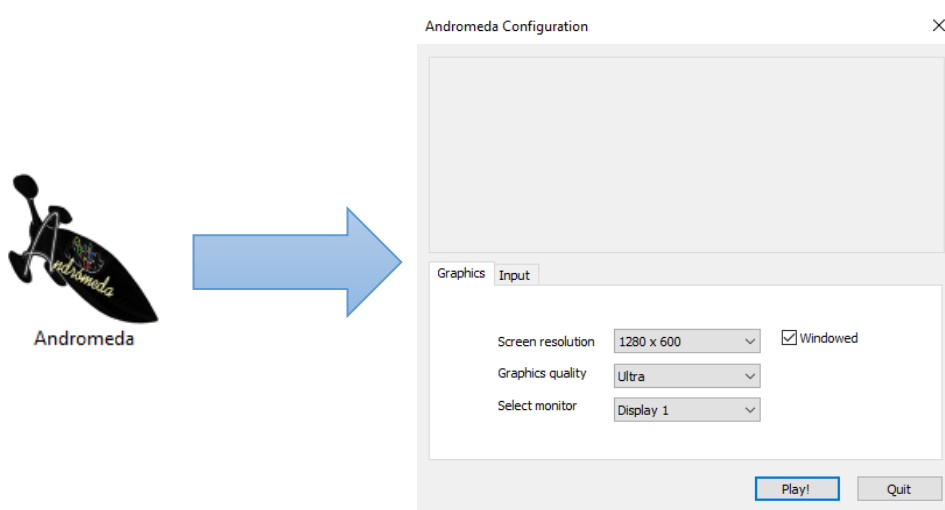 Andromeda Configuration
Andrómeda
Andromeda
Graphics
Input
Screen resolution 1280 x 600 Windowed
Graphics quality Ultra
Select monitor Display 1
Play! Quit